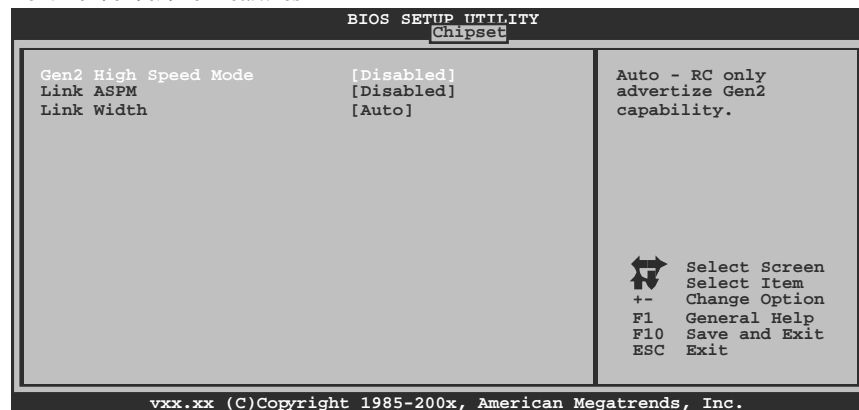 BIOS SETUP UTILITY
Chipset
Gen2 High Speed Mode [Disabled]
Link ASPM [Disabled]
Link Width [Auto]
Auto - RC only
advertize Gen2
capability.
Select Screen
Select Item
+- Change Option
F1 General Help
F10 Save and Exit
ESC Exit
vxx.xx (C)Copyright 1985-200x, American Megatrends, Inc.